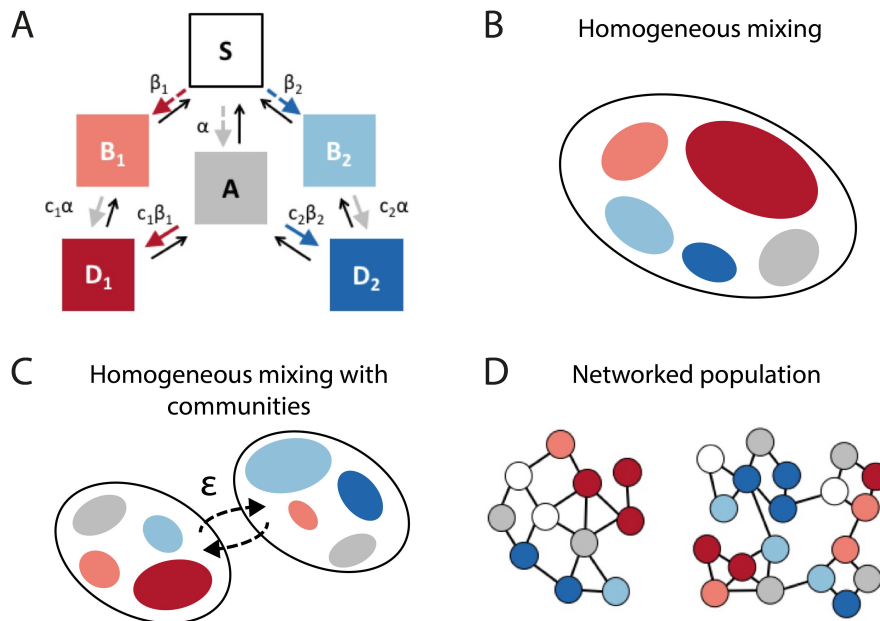 A
S
β₁
β₂
α
B₁
B₂
A
c₁α
c₁β₁
c₂β₂
c₂α
D₁
D₂
B
Homogeneous mixing
C
Homogeneous mixing with
communities
ε
D
Networked population